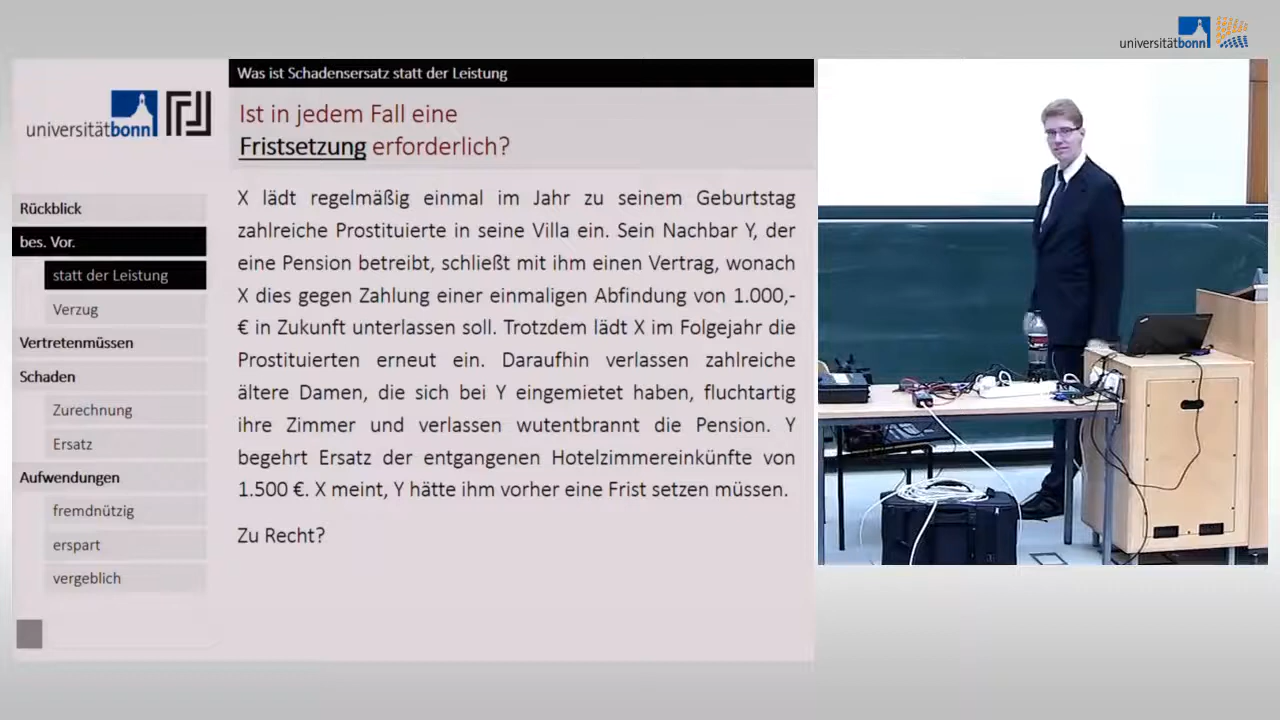 universitätbonn
universitätbonn
Was ist Schadensersatz statt der Leistung
Ist in jedem Fall eine
Fristsetzung erforderlich?
Rückblick
bes. Vor.
statt der Leistung
Verzug
Vertretenmüssen
Schaden
Zurechnung
Ersatz
Aufwendungen
fremdnützig
erspart
vergeblich
X lädt regelmäßig einmal im Jahr zu seinem Geburtstag
zahlreiche Prostituierte in seine Villa ein. Sein Nachbar Y, der
eine Pension betreibt, schließt mit ihm einen Vertrag, wonach
X dies gegen Zahlung einer einmaligen Abfindung von 1.000,-
€ in Zukunft unterlassen soll. Trotzdem lädt X im Folgejahr die
Prostituierten erneut ein. Daraufhin verlassen zahlreiche
ältere Damen, die sich bei Y eingemietet haben, fluchtartig
ihre Zimmer und verlassen wutentbrannt die Pension. Y
begehrt Ersatz der entgangenen Hotelzimmereinkünfte von
1.500 €. X meint, Y hätte ihm vorher eine Frist setzen müssen.
Zu Recht?